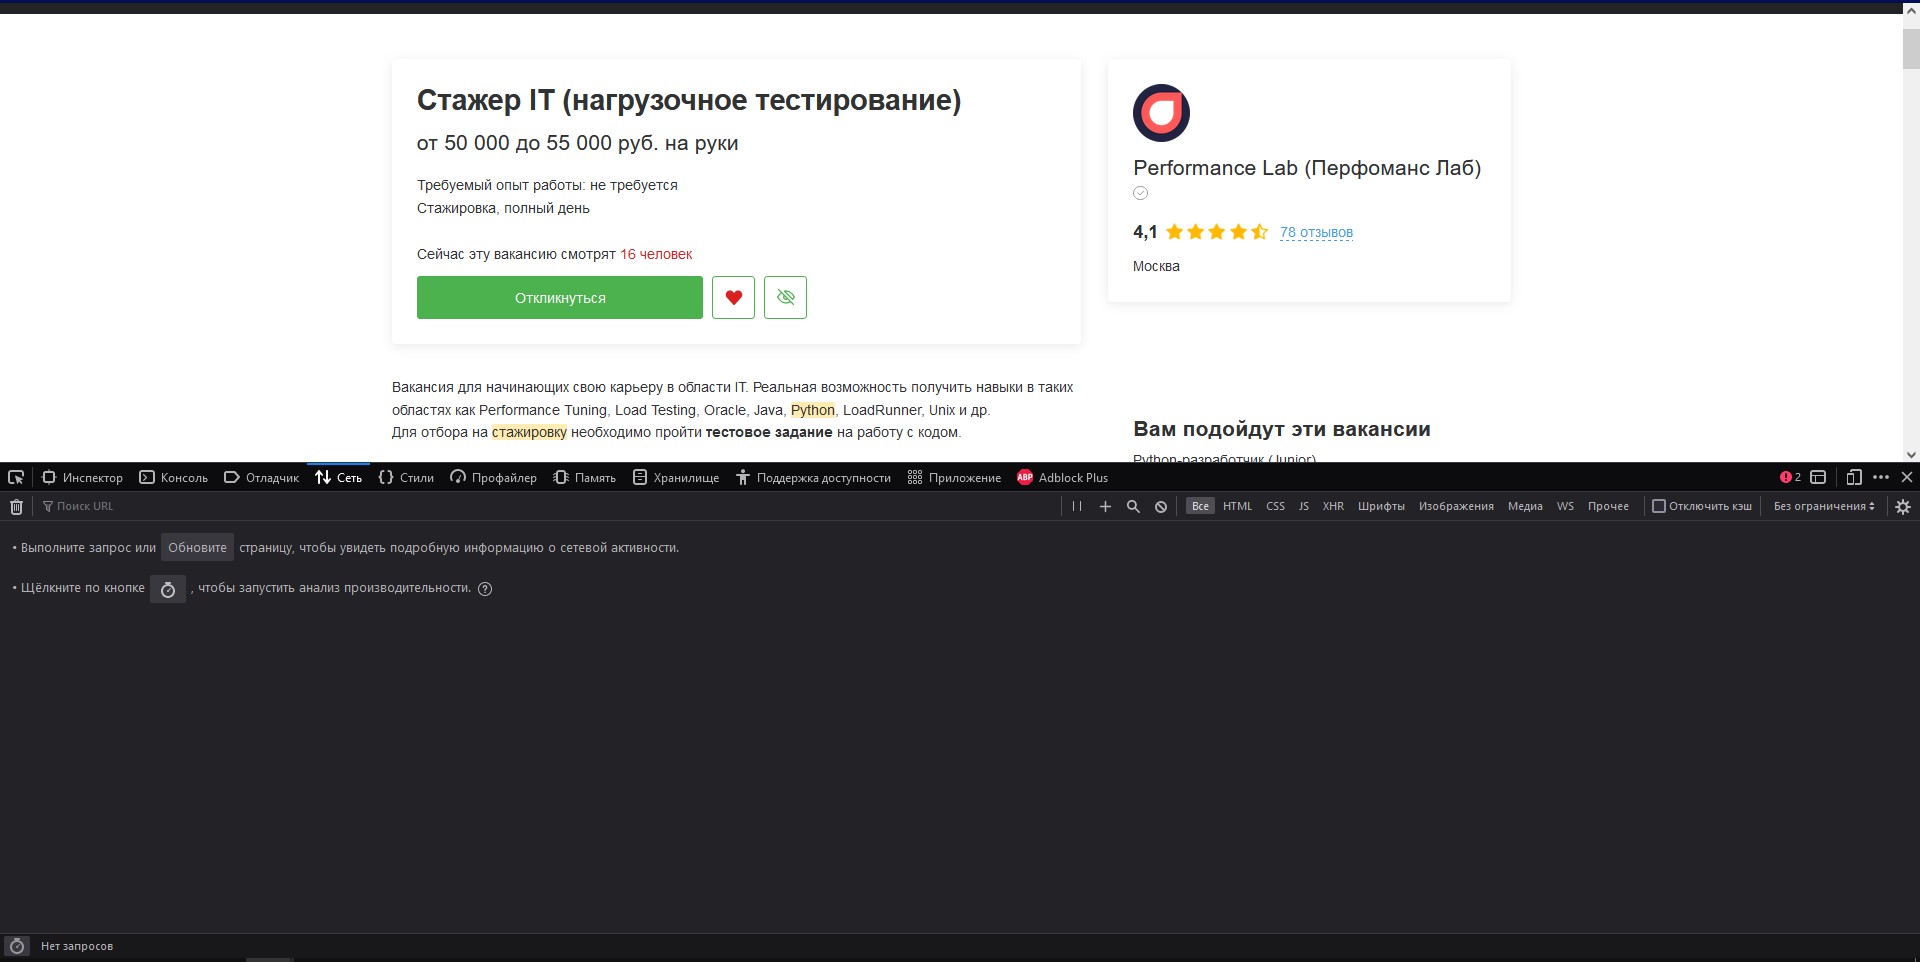 Стажер IT (нагрузочное тестирование)
от 50 000 до 55 000 руб. на руки
Требуемый опыт работы: не требуется
Стажировка, полный день
Сейчас эту вакансию смотрят 16 человек
Откликнуться
Вакансия для начинающих свою карьеру в области IT. Реальная возможность получить навыки в таких
областях как Performance Tuning, Load Testing, Oracle, Java, Python, LoadRunner, Unix и др.
Для отбора на стажировку необходимо пройти тестовое задание на работу с кодом.
Performance Lab (Перфоманс Лаб)
4,1 78 отзывов
Москва
Вам подойдут эти вакансии
Python-разработчик (Junior)
Инспектор Консоль Отладчик Сеть Стили Профайлер Память Хранилище Поддержка доступности Приложение ABP Adblock Plus 2
Поиск URL Все HTML CSS JS XHR Шрифты Изображения Медиа WS Прочее Отключить кэш Без ограничения
• Выполните запрос или Обновите страницу, чтобы увидеть подробную информацию о сетевой активности.
• Щёлкните по кнопке , чтобы запустить анализ производительности. ?
Нет запросов